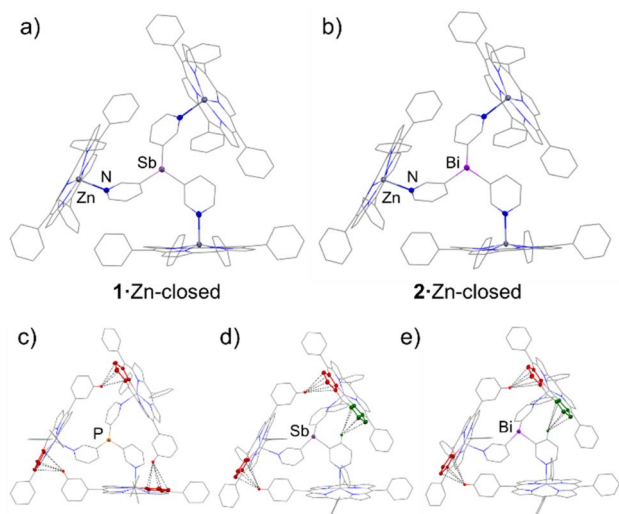 a)
b)
Sb
Bi
N
Zn
N
Zn
1·Zn-closed
2·Zn-closed
c)
d)
e)
P
Sb
Bi